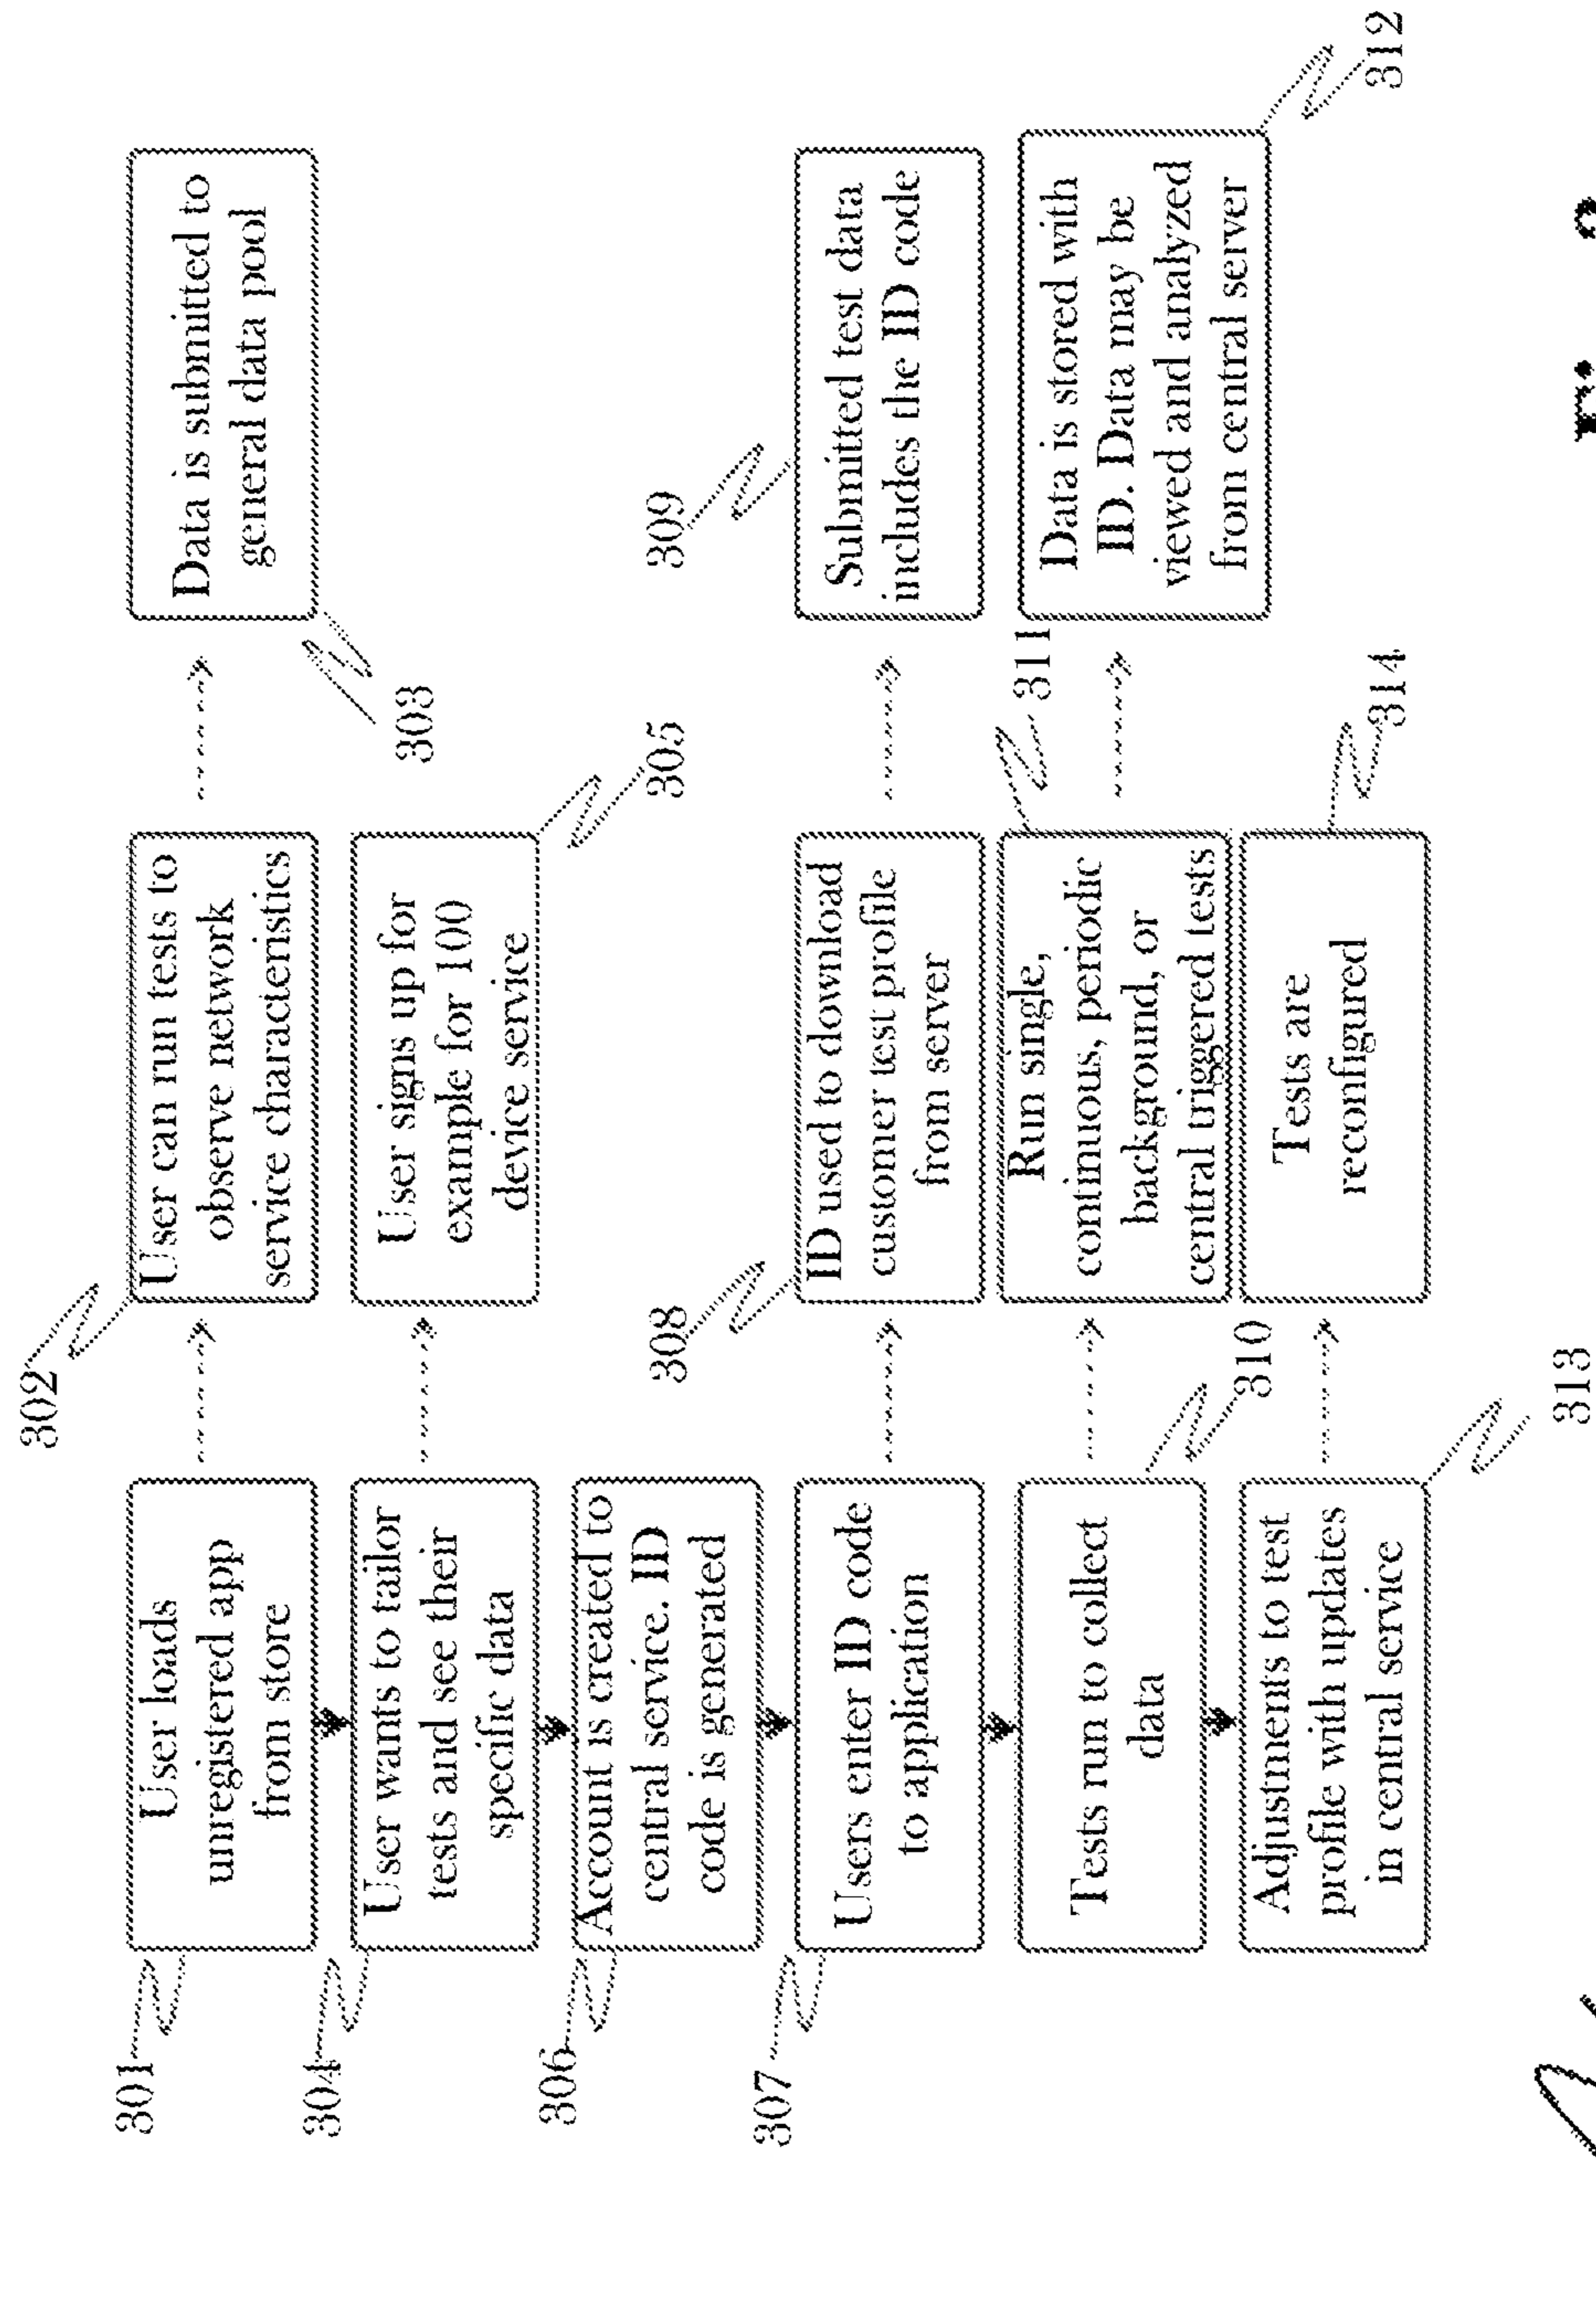 302
User loads
unregistered app
from store
User can run tests to
observe network
service characteristics
Data is submitted to
general data pool
301
303
304
User wants to tailor
tests and see their
specific data
User signs up for
example for 100
device service
305
306
Account is created to
central service. ID
code is generated
308
309
307
Users enter ID code
to application
ID used to download
customer test profile
from server
Submitted test data
includes the ID code
311
Tests run to collect
data
Run single,
continuous, periodic
background, or
central triggered tests
Data is stored with
ID. Data may be
viewed and analyzed
from central server
310
312
314
Adjustments to test
profile with updates
in central service
Tests are
reconfigured
313